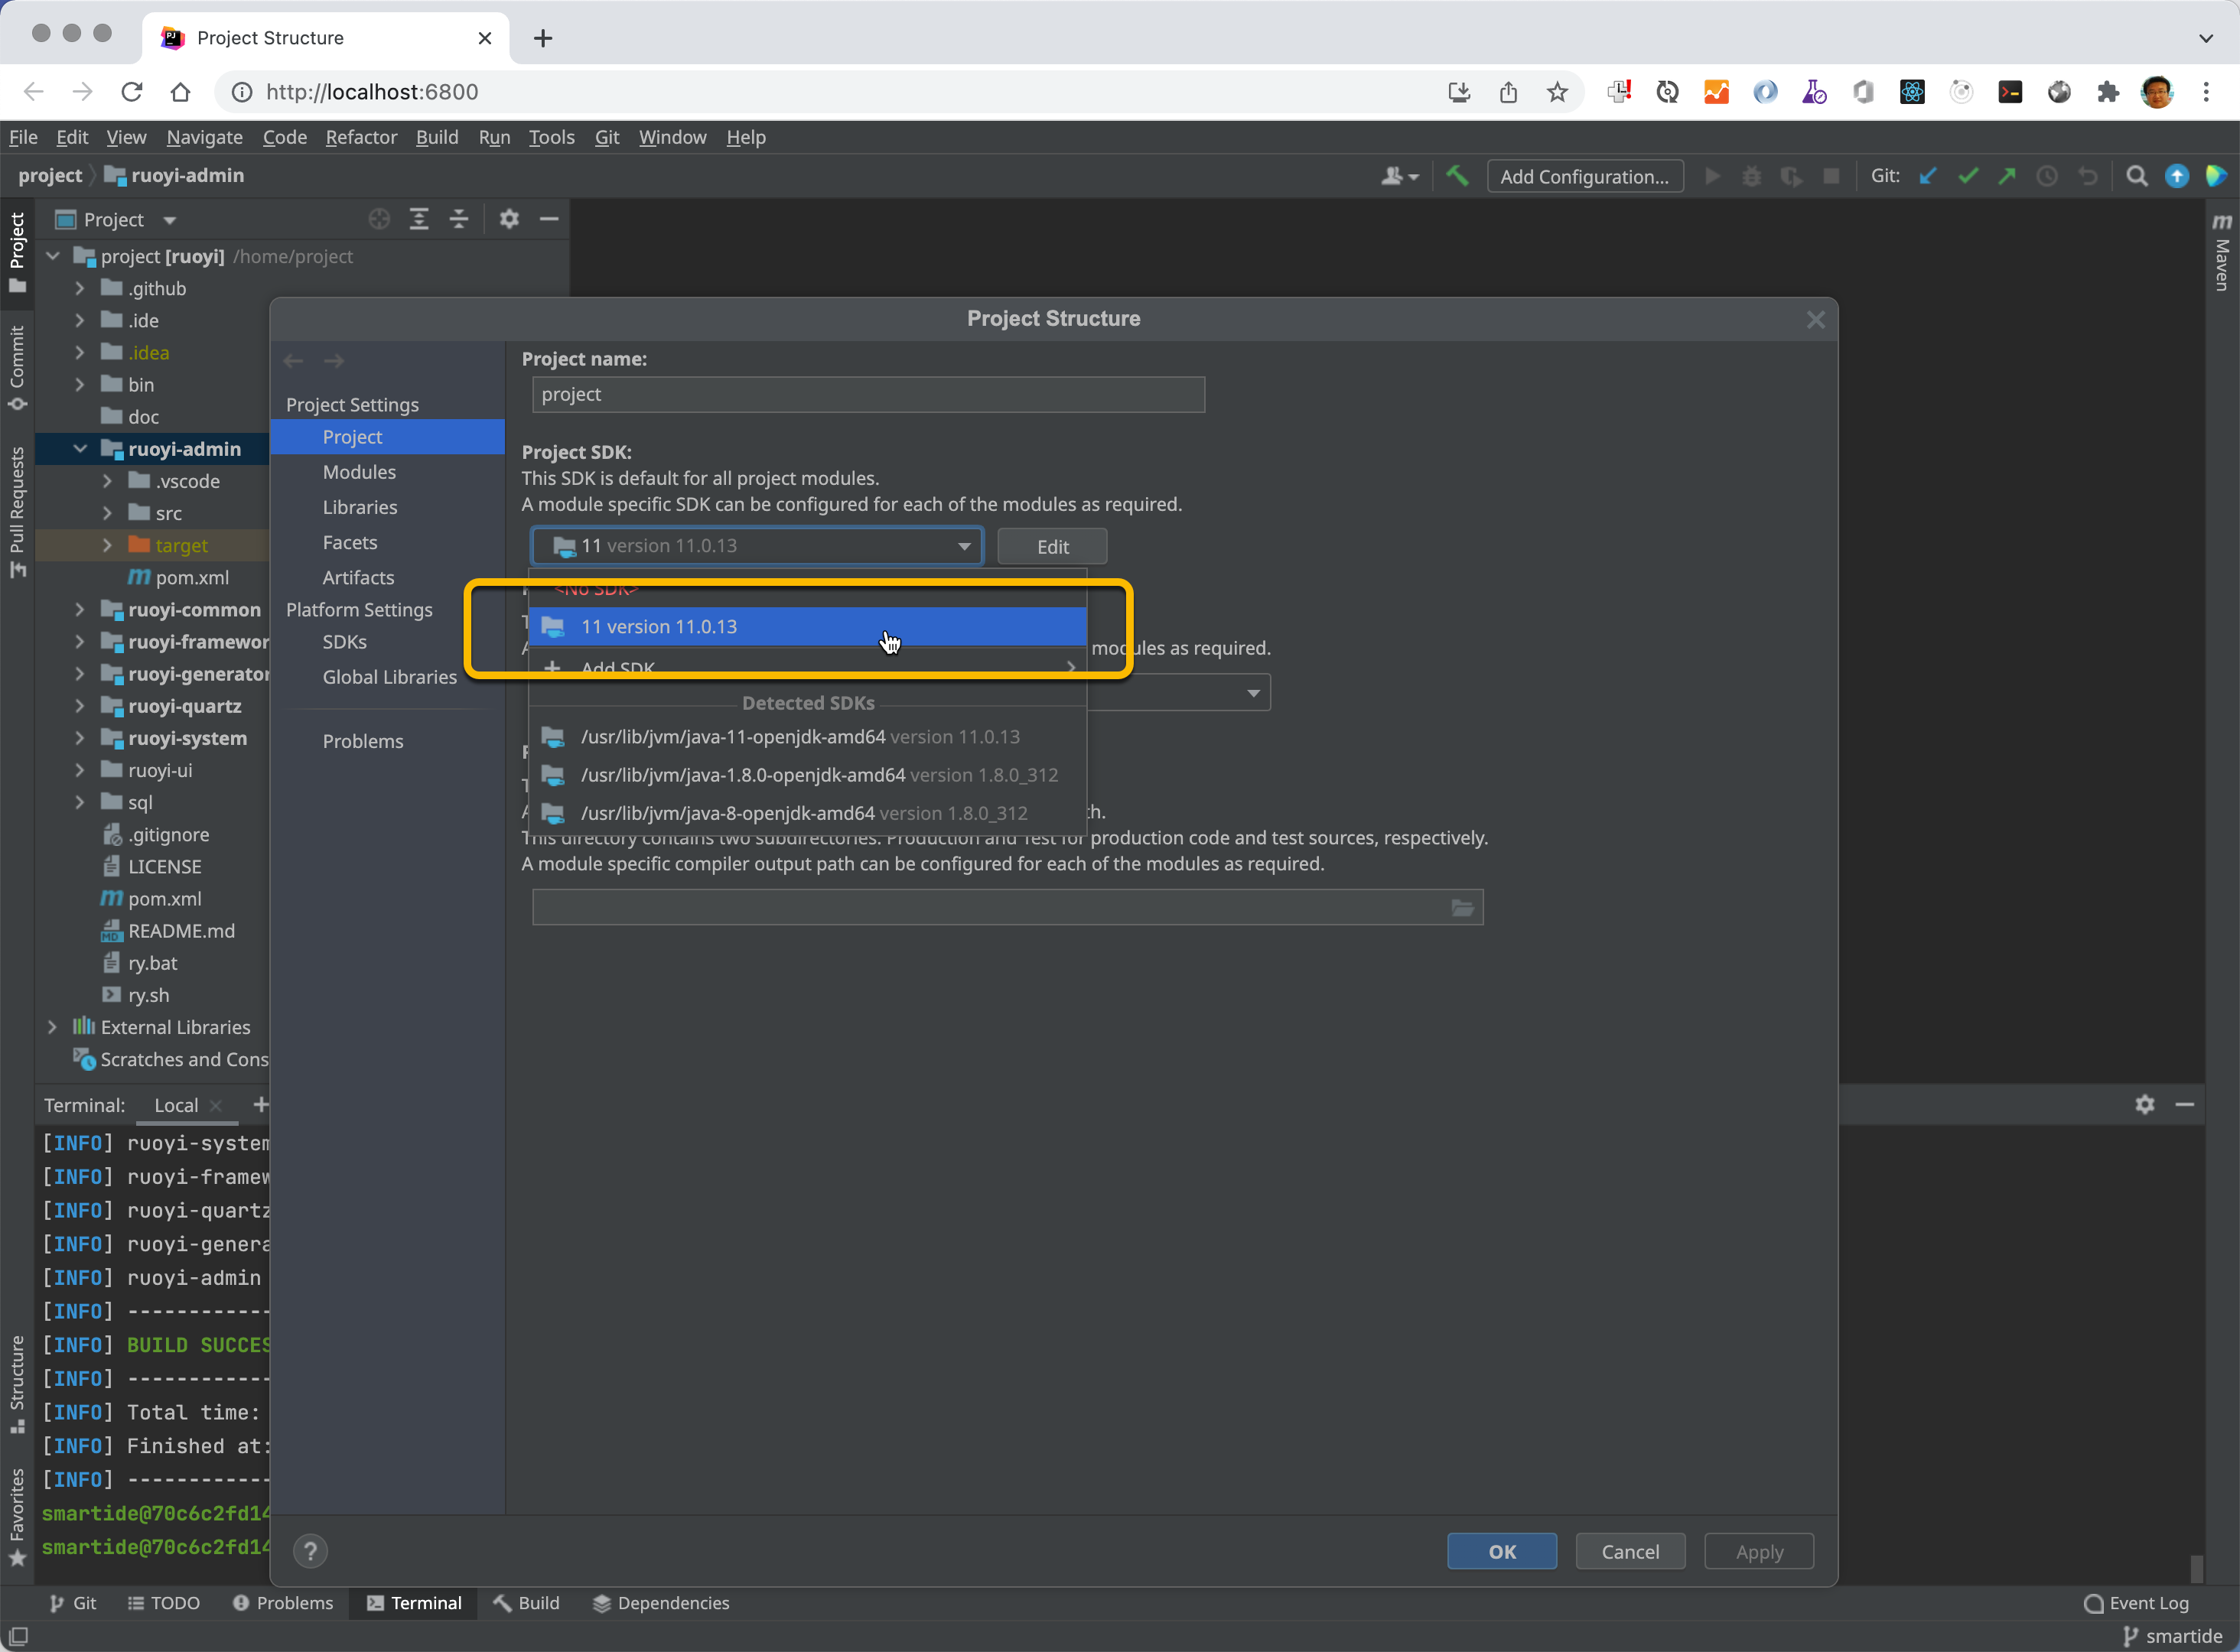 Project Structure
http://localhost:6800
File Edit View Navigate Code Refactor Build Run Tools Git Window Help
project ruoyi-admin
Add Configuration...
Git:
Project
Commit
Pull Requests
Structure
Favorites
Maven
Project
project [ruoyi] /home/project
.github
.ide
.idea
bin
doc
ruoyi-admin
.vscode
src
target
pom.xml
ruoyi-common
ruoyi-framewor
ruoyi-generator
ruoyi-quartz
ruoyi-system
ruoyi-ui
sql
.gitignore
LICENSE
pom.xml
README.md
ry.bat
ry.sh
External Libraries
Scratches and Cons
Project Structure
Project Settings
Project
Modules
Libraries
Facets
Artifacts
Platform Settings
SDKs
Global Libraries
Problems
Project name:
project
Project SDK:
This SDK is default for all project modules.
A module specific SDK can be configured for each of the modules as required.
11 version 11.0.13
Edit
<No SDK>
11 version 11.0.13
modules as required.
Add SDK
Detected SDKs
/usr/lib/jvm/java-11-openjdk-amd64 version 11.0.13
/usr/lib/jvm/java-1.8.0-openjdk-amd64 version 1.8.0_312
/usr/lib/jvm/java-8-openjdk-amd64 version 1.8.0_312
th.
This directory contains two subdirectories. Production and Test for production code and test sources, respectively.
A module specific compiler output path can be configured for each of the modules as required.
OK
Cancel
Apply
Terminal: Local
[INFO] ruoyi-system
[INFO] ruoyi-framew
[INFO] ruoyi-quartz
[INFO] ruoyi-genera
[INFO] ruoyi-admin
[INFO] ------------
[INFO] BUILD SUCCES
[INFO] ------------
[INFO] Total time:
[INFO] Finished at:
[INFO] ------------
smartide@70c6c2fd14
smartide@70c6c2fd14
Git TODO Problems Terminal Build Dependencies
Event Log
smartide